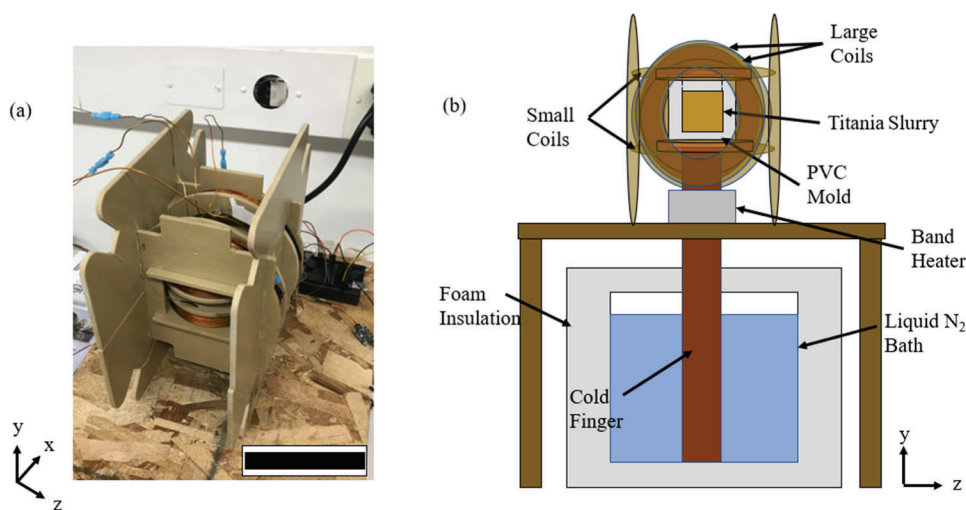 (a)
y
x
z
(b)
Large
Coils
Small
Coils
Titania Slurry
PVC
Mold
Band
Heater
Foam
Insulation
Liquid N₂
Bath
Cold
Finger
y
z